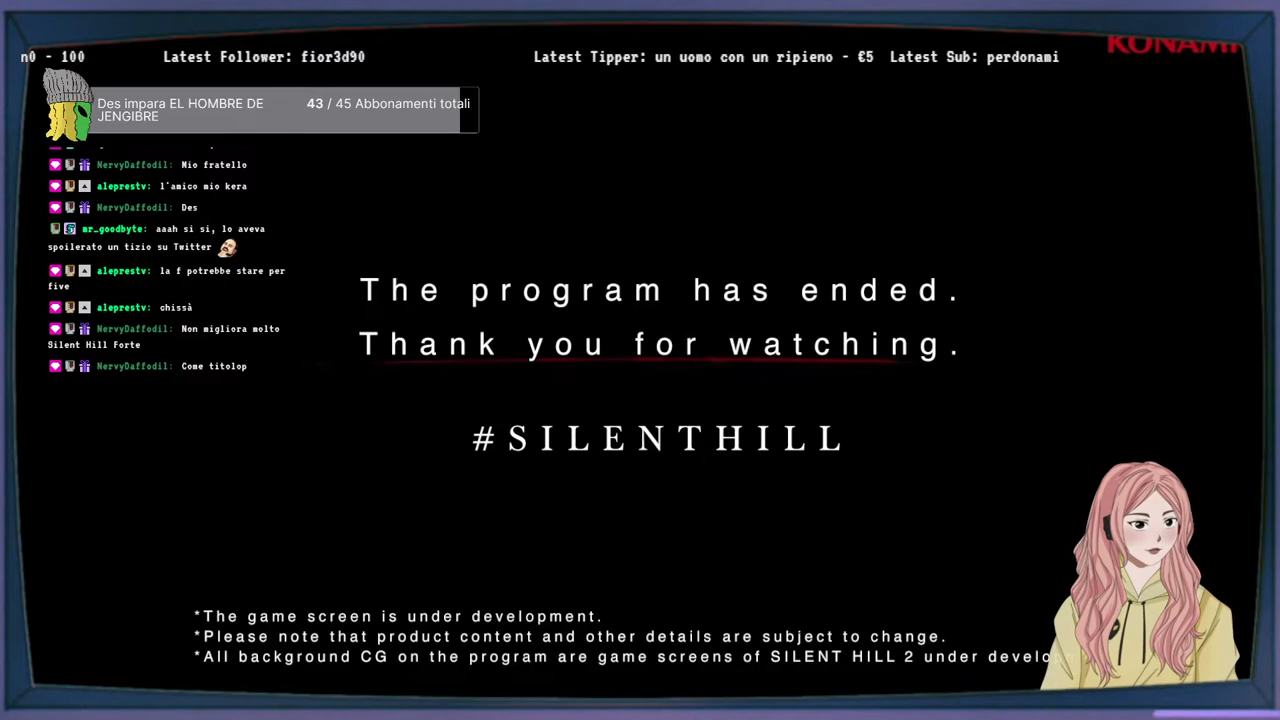 KONAMI
n0 - 100 Latest Follower: fior3d90 Latest Tipper: un uomo con un ripieno - €5 Latest Sub: perdonami
Des impara EL HOMBRE DE
JENGIBRE
43 / 45 Abbonamenti totali
NervyDaffodil: Mio fratello
aleprestv: l'amico mio kera
NervyDaffodil: Des
mr_goodbyte: aaah si si, lo aveva
spoilerato un tizio su Twitter
aleprestv: la f potrebbe stare per
five
aleprestv: chissà
NervyDaffodil: Non migliora molto
Silent Hill Forte
NervyDaffodil: Come titolop
The program has ended.
Thank you for watching.
#SILENTHILL
*The game screen is under development.
*Please note that product content and other details are subject to change.
*All background CG on the program are game screens of SILENT HILL 2 under develop